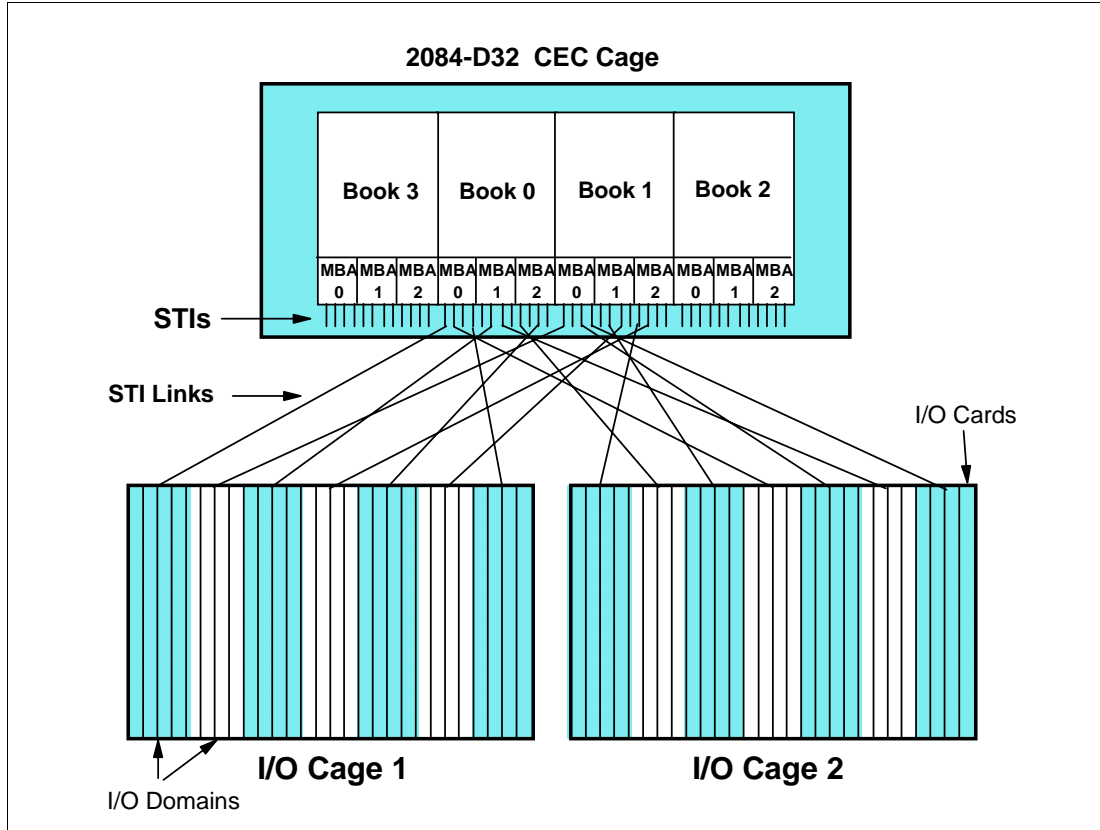 2084-D32 CEC Cage
Book 3 Book 0 Book 1 Book 2
MBA MBA MBA MBA MBA MBA MBA MBA MBA MBA MBA MBA
0 1 2 0 1 2 0 1 2 0 1 2
STIs
STI Links
I/O Cards
I/O Cage 1 I/O Cage 2
I/O Domains